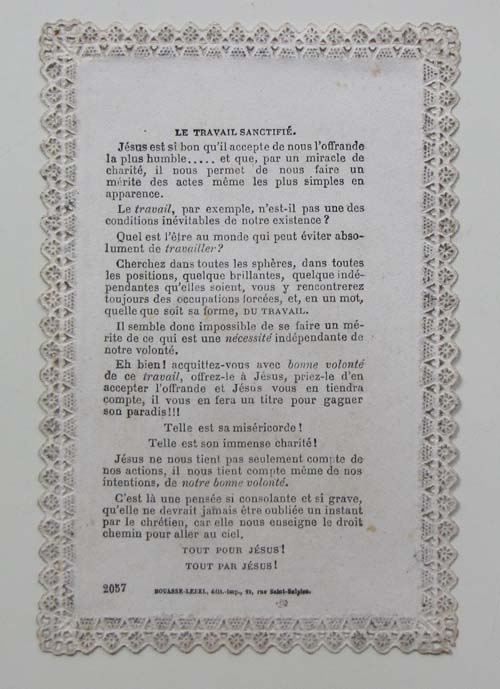 LE TRAVAIL SANCTIFIÉ.
Jésus est si bon qu'il accepte de nous l'offrande
la plus humble..... et que, par un miracle de
charité, il nous permet de nous faire un
mérite des actes même les plus simples en
apparence.
Le travail, par exemple, n'est-il pas une des
conditions inévitables de notre existence ?
Quel est l'être au monde qui peut éviter abso-
lument de travailler ?
Cherchez dans toutes les sphères, dans toutes
les positions, quelque brillantes, quelque indé-
pendantes qu'elles soient, vous y rencontrerez
toujours des occupations forcées, et, en un mot,
quelle que soit sa forme, DU TRAVAIL.
Il semble donc impossible de se faire un mé-
rite de ce qui est une nécessité indépendante de
notre volonté.
Eh bien ! acquittez-vous avec bonne volonté
de ce travail, offrez-le à Jésus, priez-le d'en
accepter l'offrande et Jésus vous en tiendra
compte, il vous en fera un titre pour gagner
son paradis !!!
Telle est sa miséricorde !
Telle est son immense charité !
Jésus ne nous tient pas seulement compte de
nos actions, il nous tient compte même de nos
intentions, de notre bonne volonté.
C'est là une pensée si consolante et si grave,
qu'elle ne devrait jamais être oubliée un instant
par le chrétien, car elle nous enseigne le droit
chemin pour aller au ciel.
TOUT POUR JÉSUS !
TOUT PAR JÉSUS !
2057 BOUASSE-LEBEL, édit.-imp., rue Saint-Sulpice.